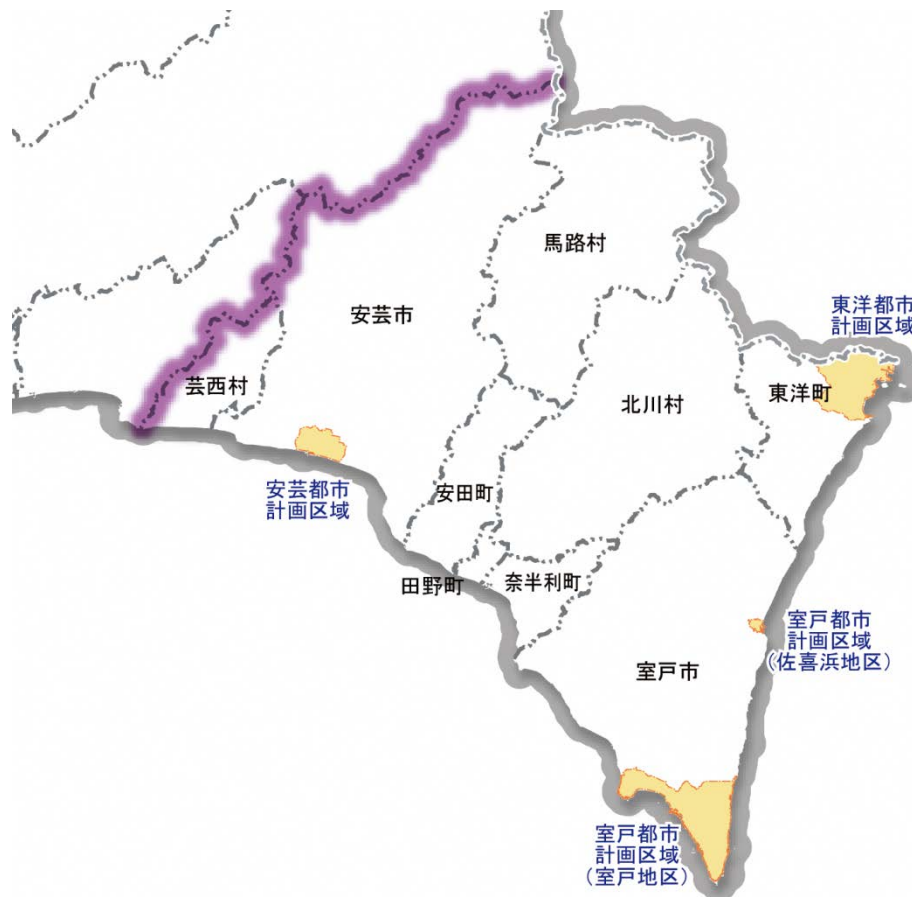 馬路村
安芸市
東洋都市
計画区域
芸西村
東洋町
北川村
安芸都市
計画区域
安田町
田野町
奈半利町
室戸都市
計画区域
（佐喜浜地区）
室戸市
室戸都市
計画区域
（室戸地区）